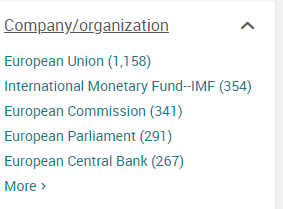 Company/organization
European Union (1,158)
International Monetary Fund--IMF (354)
European Commission (341)
European Parliament (291)
European Central Bank (267)
More ›